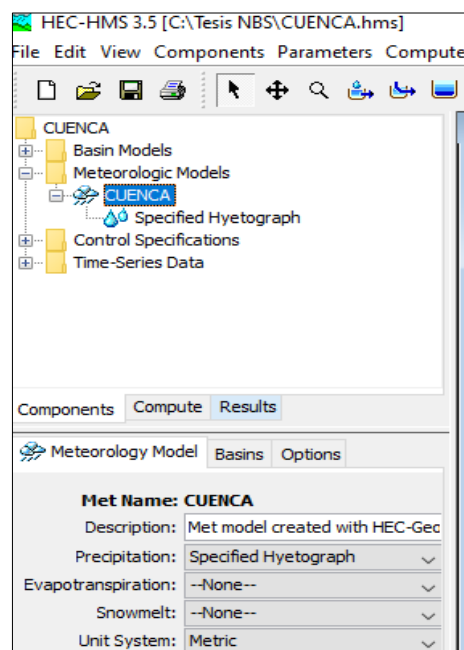 HEC-HMS 3.5 [C:\Tesis NBS\CUENCA.hms]
File Edit View Components Parameters Compute
CUENCA
Basin Models
Meteorologic Models
CUENCA
Specified Hyetograph
Control Specifications
Time-Series Data
Components Compute Results
Meteorology Model Basins Options
Met Name: CUENCA
Description: Met model created with HEC-Geo
Precipitation: Specified Hyetograph
Evapotranspiration: --None--
Snowmelt: --None--
Unit System: Metric